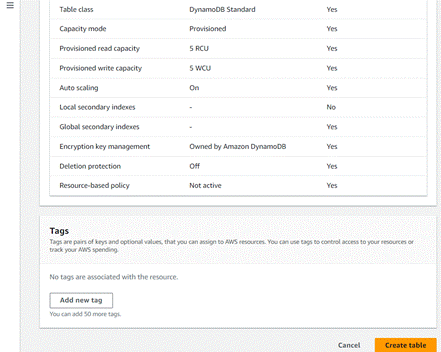 Table class DynamoDB Standard Yes
Capacity mode Provisioned Yes
Provisioned read capacity 5 RCU Yes
Provisioned write capacity 5 WCU Yes
Auto scaling On Yes
Local secondary indexes - No
Global secondary indexes - Yes
Encryption key management Owned by Amazon DynamoDB Yes
Deletion protection Off Yes
Resource-based policy Not active Yes
Tags
Tags are pairs of keys and optional values, that you can assign to AWS resources. You can use tags to control access to your resources or
track your AWS spending.
No tags are associated with the resource.
Add new tag
You can add 50 more tags.
Cancel Create table